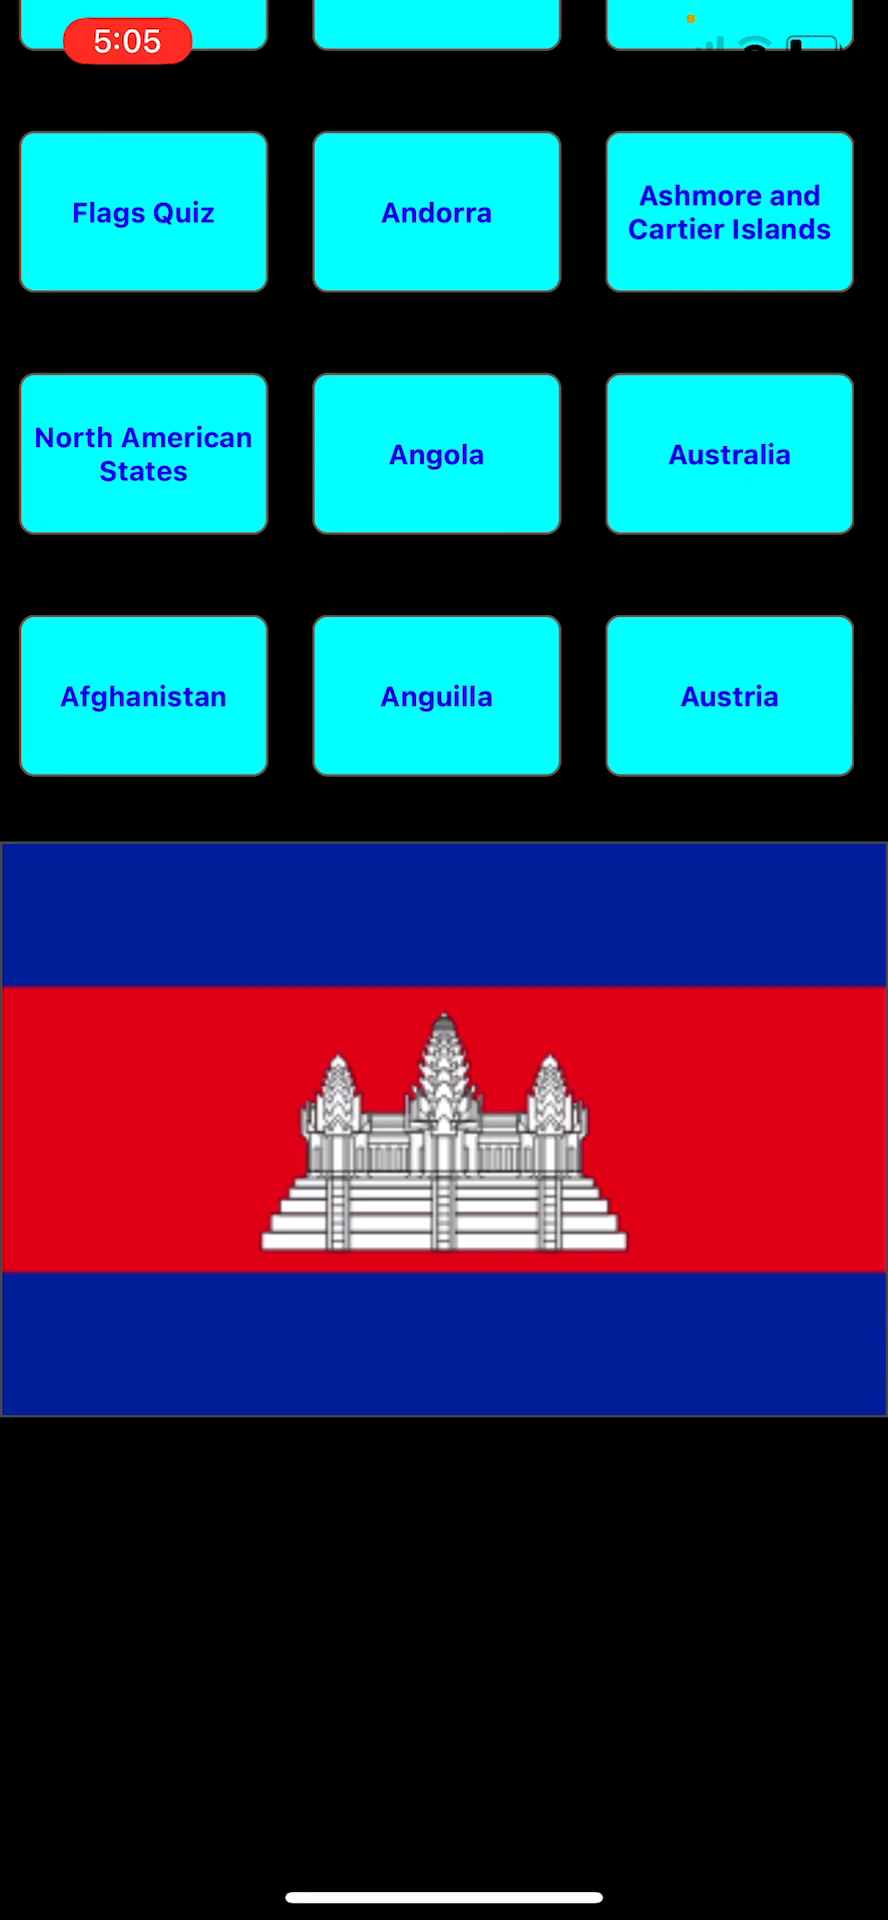 5:05
Flags Quiz
Andorra
Ashmore and
Cartier Islands
North American
States
Angola
Australia
Afghanistan
Anguilla
Austria